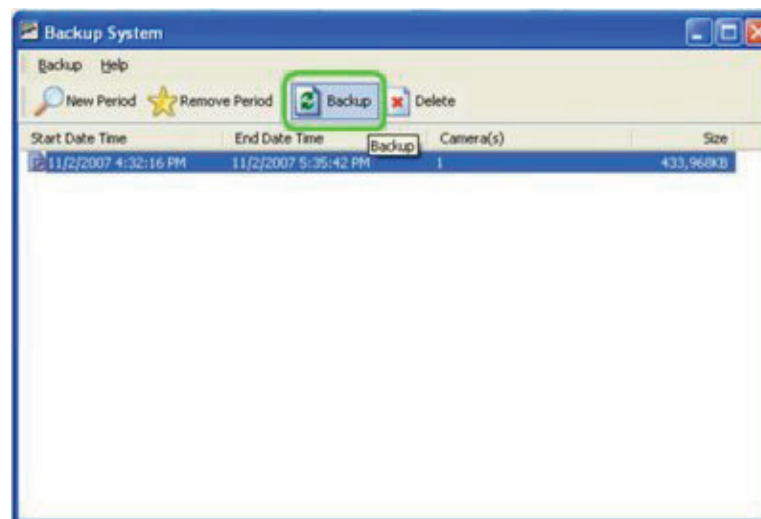 Backup System
Backup Help
New Period Remove Period Backup Delete
Start Date Time End Date Time Camera(s) Size
Backup
11/2/2007 4:32:16 PM 11/2/2007 5:35:42 PM 1 433,968KB